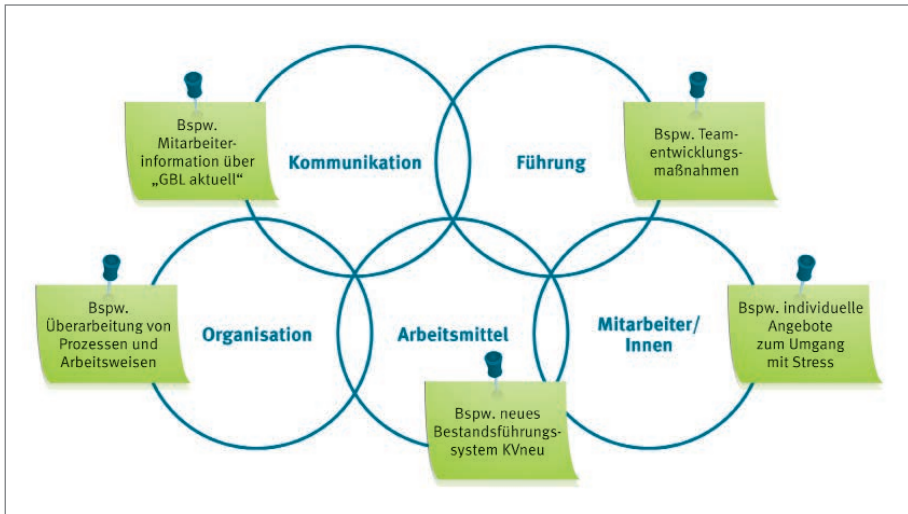 Bspw.
Mitarbeiter-
information über
„GBL aktuell“
Kommunikation
Führung
Bspw. Team-
entwicklungs-
maßnahmen
Bspw.
Überarbeitung von
Prozessen und
Arbeitsweisen
Organisation
Arbeitsmittel
Mitarbeiter/
Innen
Bspw. individuelle
Angebote
zum Umgang
mit Stress
Bspw. neues
Bestandsführungs-
system KVneu